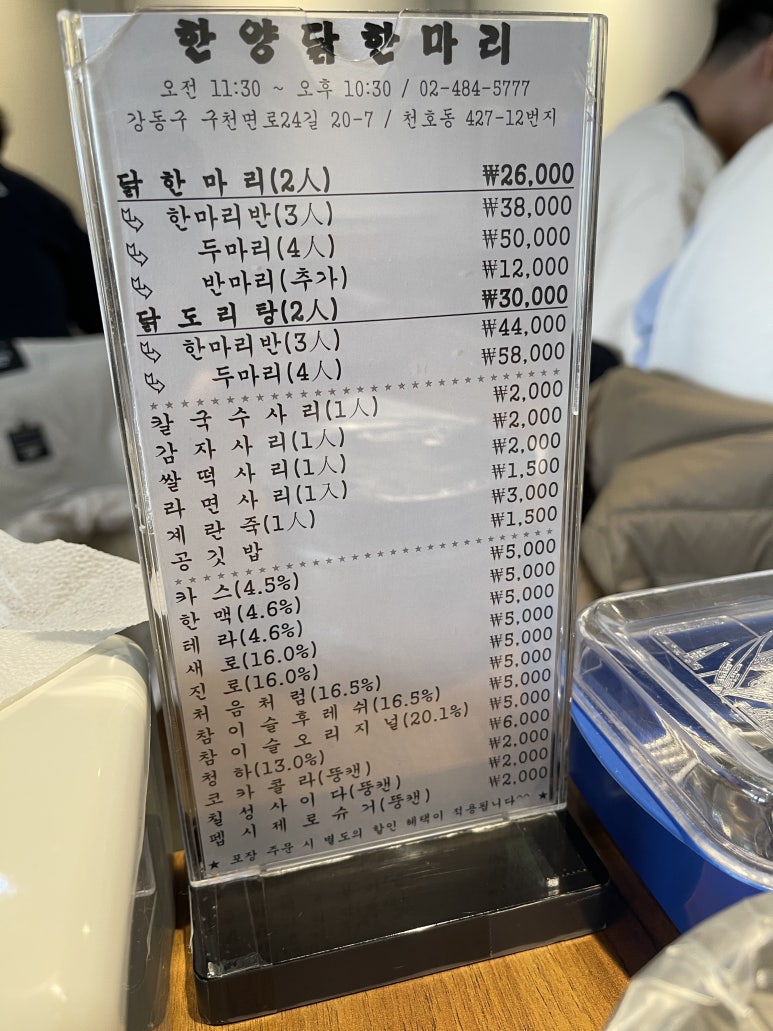 한양닭한마리
오전 11:30 ~ 오후 10:30 / 02-484-5777
강동구 구천면로24길 20-7 / 천호동 427-12번지
닭 한 마 리(2人) ₩26,000
한마리반(3人) ₩38,000
두마리(4人) ₩50,000
반마리(추가) ₩12,000
닭 도 리 탕(2人) ₩30,000
한마리반(3人) ₩44,000
두마리(4人) ₩58,000
칼 국 수 사 리(1人) ₩2,000
감 자 사 리(1人) ₩2,000
쌀 떡 사 리(1人) ₩2,000
라 면 사 리(1人) ₩1,500
계 란 죽(1人) ₩3,000
공 깃 밥 ₩1,500
카 스(4.5%) ₩5,000
한 맥(4.6%) ₩5,000
테 라(4.6%) ₩5,000
새 로(16.0%) ₩5,000
진 로(16.0%) ₩5,000
처 음 처 럼(16.5%) ₩5,000
참 이 슬 후 레 쉬(16.5%) ₩5,000
참 이 슬 오 리 지 널(20.1%) ₩5,000
청 하(13.0%) ₩6,000
코 카 콜 라(뚱캔) ₩2,000
칠 성 사 이 다(뚱캔) ₩2,000
펩 시 제 로 슈 거(뚱캔) ₩2,000
★ 포장 주문 시 별도의 할인 혜택이 적용됩니다^^ ★